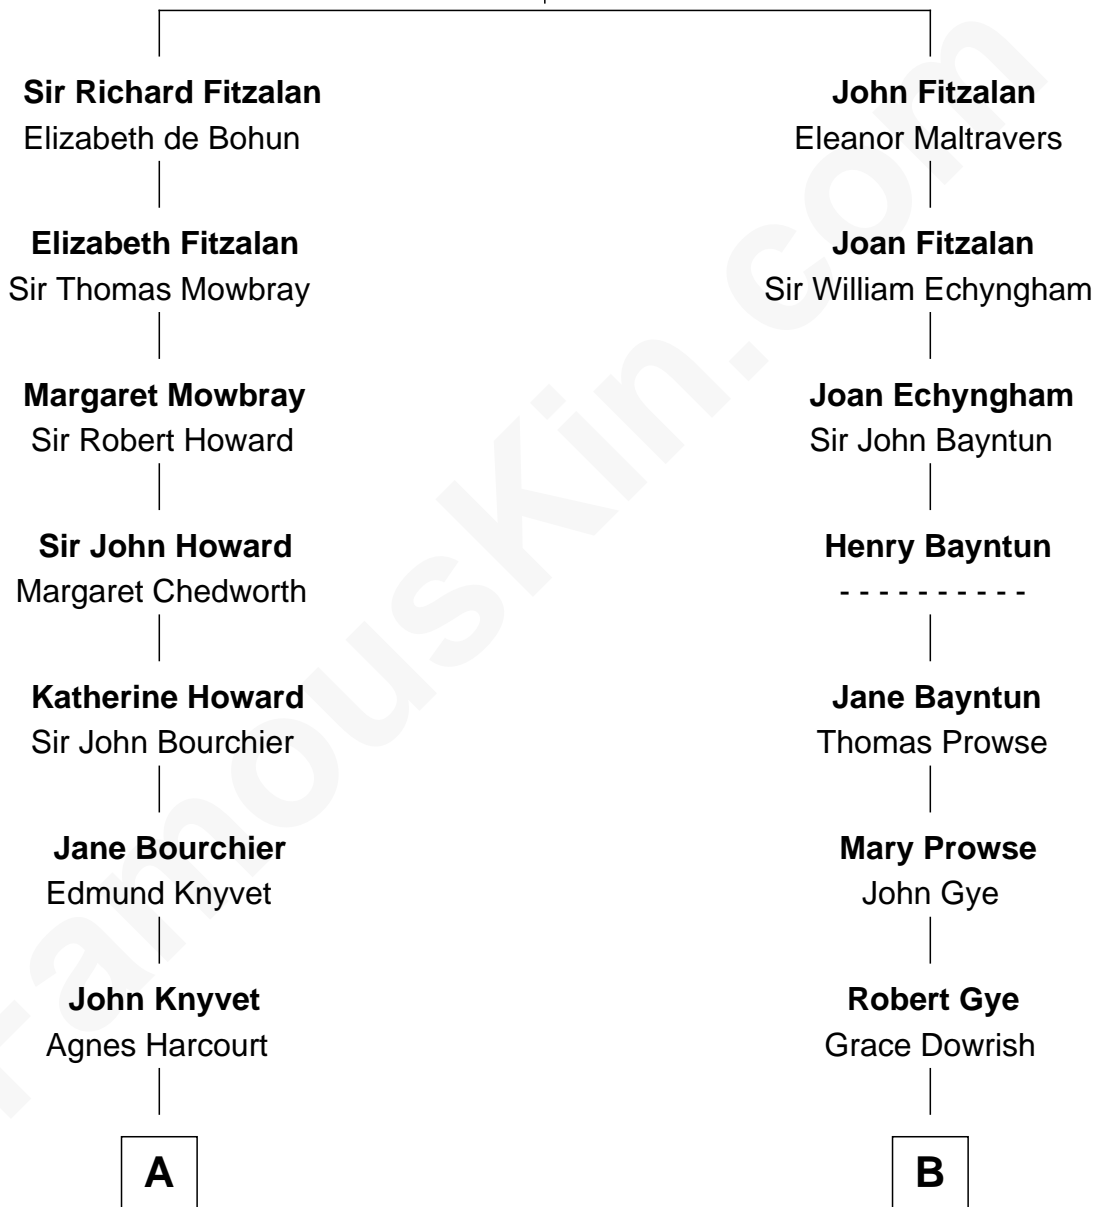 Sir Richard Fitzalan
Elizabeth de Bohun
Elizabeth Fitzalan
Sir Thomas Mowbray
Margaret Mowbray
Sir Robert Howard
Sir John Howard
Margaret Chedworth
Katherine Howard
Sir John Bourchier
Jane Bourchier
Edmund Knyvet
John Knyvet
Agnes Harcourt
A
John Fitzalan
Eleanor Maltravers
Joan Fitzalan
Sir William Echyngham
Joan Echyngham
Sir John Bayntun
Henry Bayntun
- - - - - - - - - -
Jane Bayntun
Thomas Prowse
Mary Prowse
John Gye
Robert Gye
Grace Dowrish
B
FamousKin.com